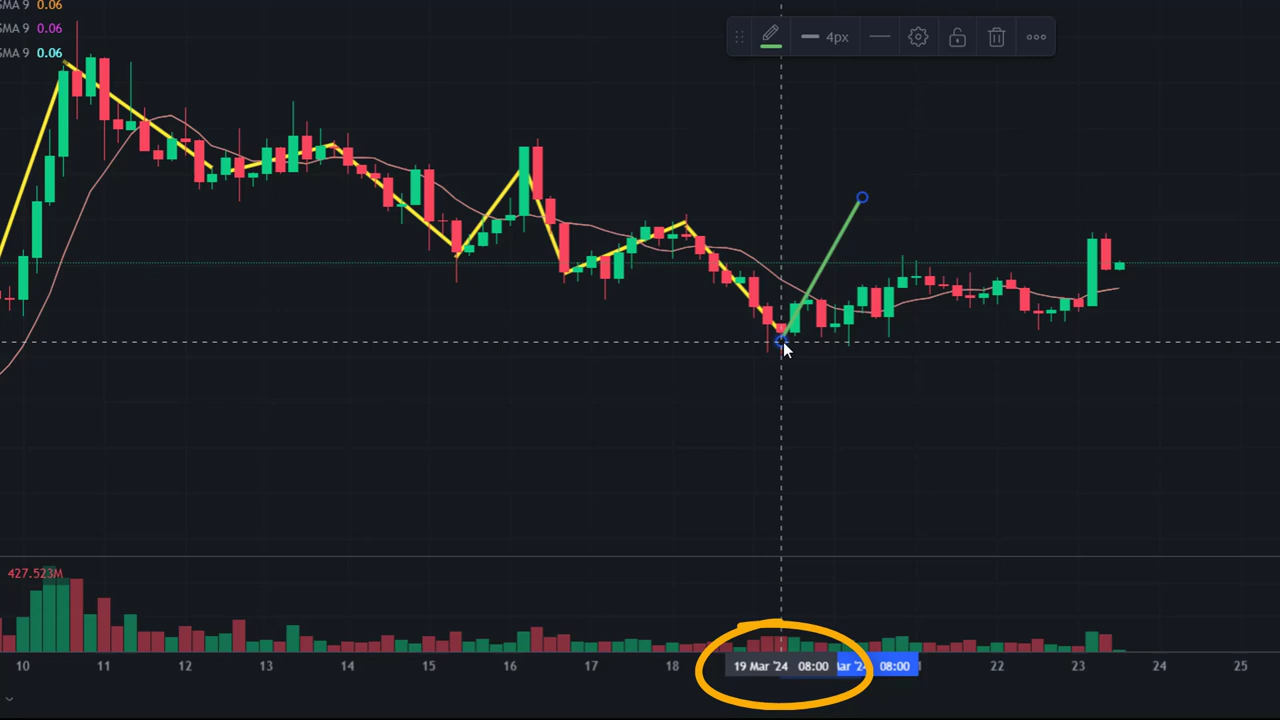 SMA 9 0.06
SMA 9 0.06
SMA 9 0.06
4px
427.523M
10 11 12 13 14 15 16 17 18 19 Mar '24 08:00 08:00 22 23 24 25